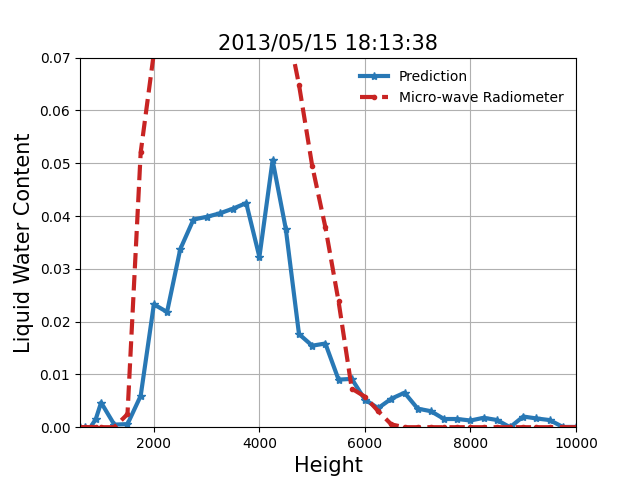 2013/05/15 18:13:38
Prediction
Micro-wave Radiometer
Liquid Water Content
0.07
0.06
0.05
0.04
0.03
0.02
0.01
0.00
2000 4000 6000 8000 10000
Height